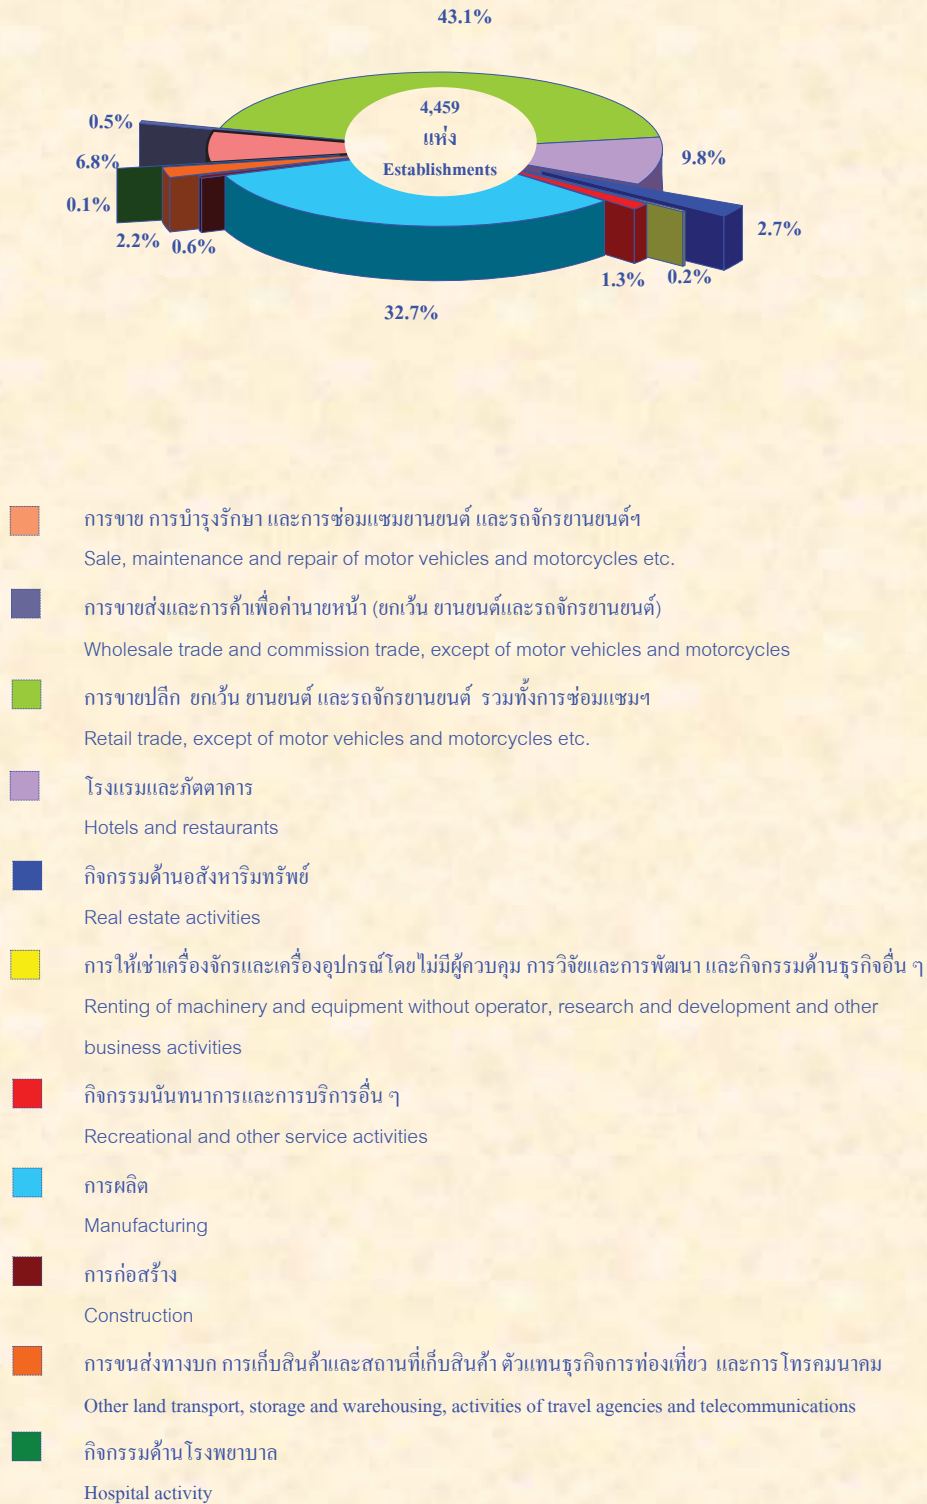 43.1%
4,459
แห่ง
Establishments
0.5%
6.8%
0.1%
2.2%
0.6%
9.8%
2.7%
0.2%
1.3%
32.7%
การขาย การบำรุงรักษา และการซ่อมแซมยานยนต์ และรถจักรยานยนต์ฯ
Sale, maintenance and repair of motor vehicles and motorcycles etc.
การขายส่งและการค้าเพื่อค่านายหน้า (ยกเว้น ยานยนต์และรถจักรยานยนต์)
Wholesale trade and commission trade, except of motor vehicles and motorcycles
การขายปลีก ยกเว้น ยานยนต์ และรถจักรยานยนต์ รวมทั้งการซ่อมแซมฯ
Retail trade, except of motor vehicles and motorcycles etc.
โรงแรมและภัตตาคาร
Hotels and restaurants
กิจกรรมด้านอสังหาริมทรัพย์
Real estate activities
การให้เช่าเครื่องจักรและเครื่องอุปกรณ์โดยไม่มีผู้ควบคุม การวิจัยและการพัฒนา และกิจกรรมด้านธุรกิจอื่น ๆ
Renting of machinery and equipment without operator, research and development and other
business activities
กิจกรรมนันทนาการและการบริการอื่น ๆ
Recreational and other service activities
การผลิต
Manufacturing
การก่อสร้าง
Construction
การขนส่งทางบก การเก็บสินค้าและสถานที่เก็บสินค้า ตัวแทนธุรกิจการท่องเที่ยว และการโทรคมนาคม
Other land transport, storage and warehousing, activities of travel agencies and telecommunications
กิจกรรมด้านโรงพยาบาล
Hospital activity